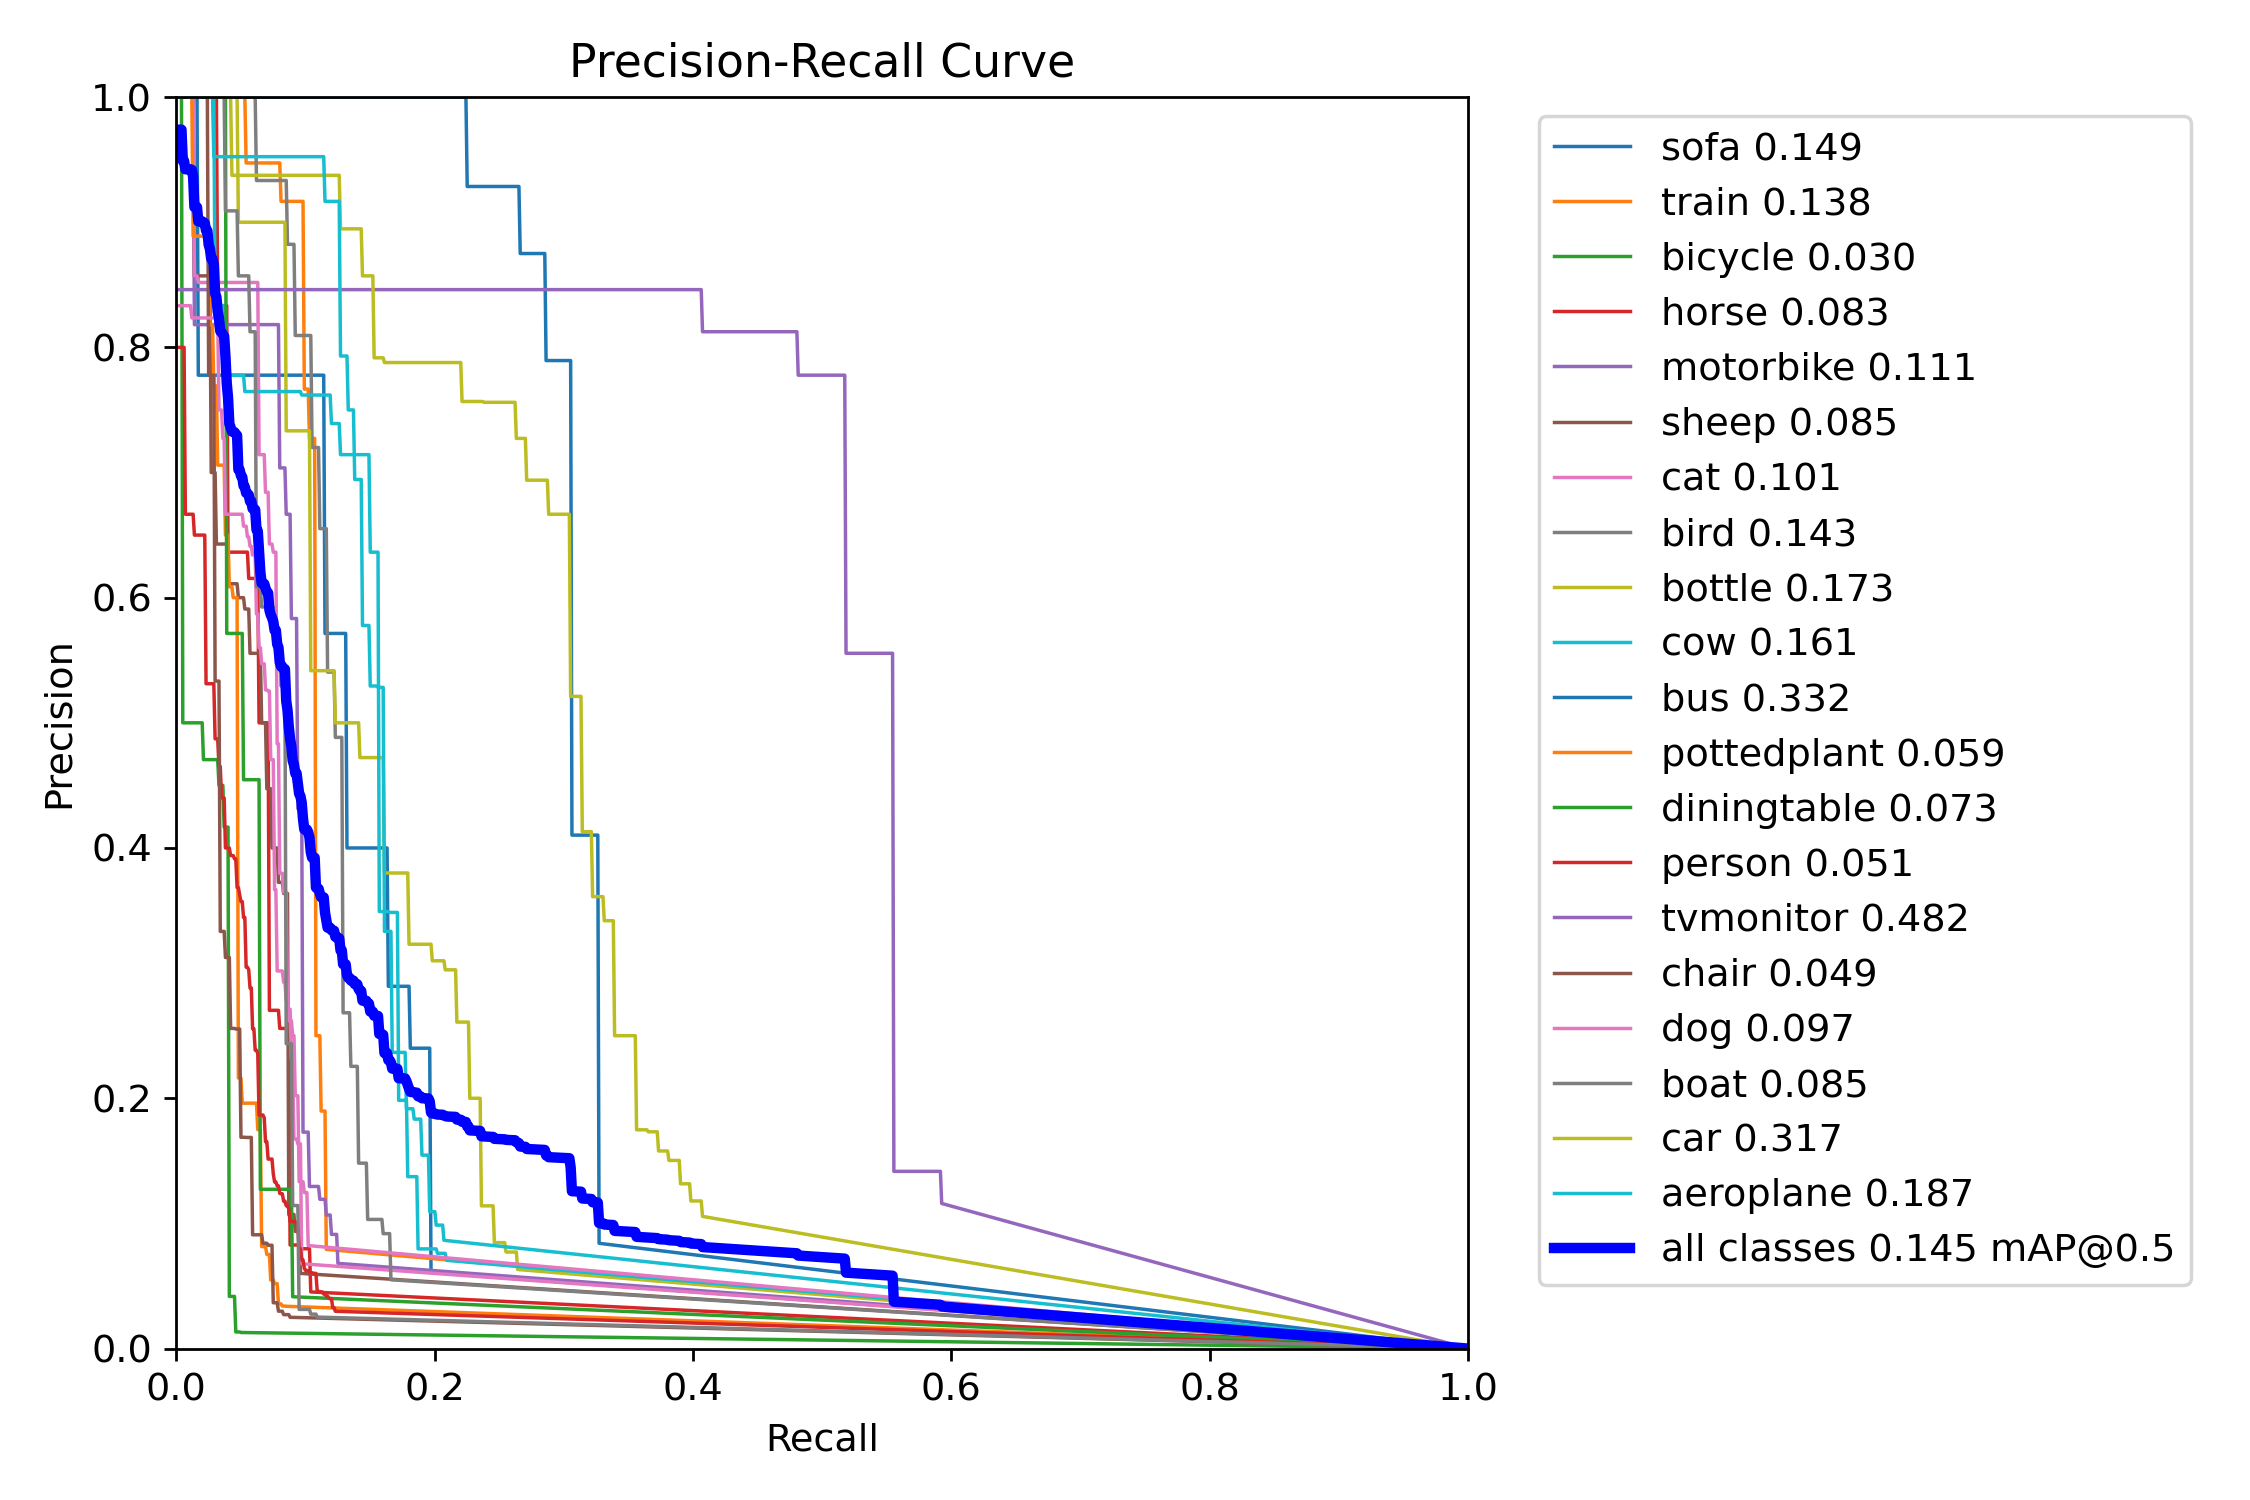 Precision-Recall Curve
1.0
0.8
0.6
0.4
0.2
0.0
Precision
0.0 0.2 0.4 0.6 0.8 1.0
Recall
sofa 0.149
train 0.138
bicycle 0.030
horse 0.083
motorbike 0.111
sheep 0.085
cat 0.101
bird 0.143
bottle 0.173
cow 0.161
bus 0.332
pottedplant 0.059
diningtable 0.073
person 0.051
tvmonitor 0.482
chair 0.049
dog 0.097
boat 0.085
car 0.317
aeroplane 0.187
all classes 0.145 mAP@0.5